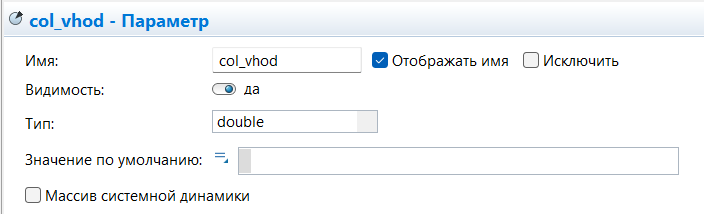 col_vhod - Параметр
Имя: col_vhod Отображать имя Исключить
Видимость: да
Тип: double
Значение по умолчанию:
Массив системной динамики